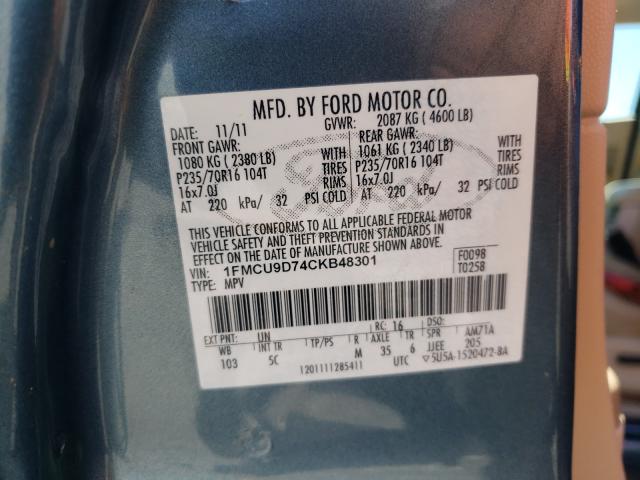 MFD. BY FORD MOTOR CO.
DATE: 11/11 GVWR: 2087 KG (4600 LB)
FRONT GAWR: REAR GAWR:
1080 KG (2380 LB) WITH 1061 KG (2340 LB) WITH
P235/70R16 104T TIRES P235/70R16 104T TIRES
16x7.0J RIMS 16x7.0J RIMS
AT 220 kPa/ 32 PSI COLD AT 220 kPa/ 32 PSI COLD
Ford
THIS VEHICLE CONFORMS TO ALL APPLICABLE FEDERAL MOTOR
VEHICLE SAFETY AND THEFT PREVENTION STANDARDS IN
EFFECT ON THE DATE OF MANUFACTURE SHOWN ABOVE.
VIN: 1FMCU9D74CKB48301 F0098
TYPE: MPV T0258
EXT PNT: UN RC: 16 DSO:
WB INT TR TP/PS R AXLE TR SPR AM71A
103 5C M 35 6 JJEE 205
1201111285411 UTC ▽5U5A-1520472-BA